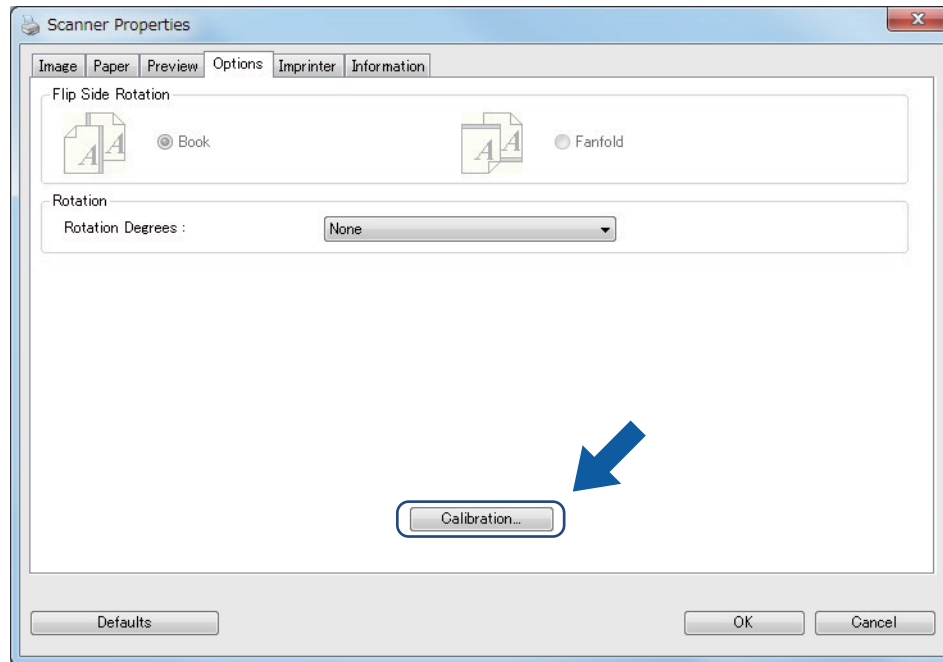 Scanner Properties
Image Paper Preview Options Imprinter Information
Flip Side Rotation
A A Book A A Fanfold
Rotation
Rotation Degrees : None
Calibration...
Defaults OK Cancel